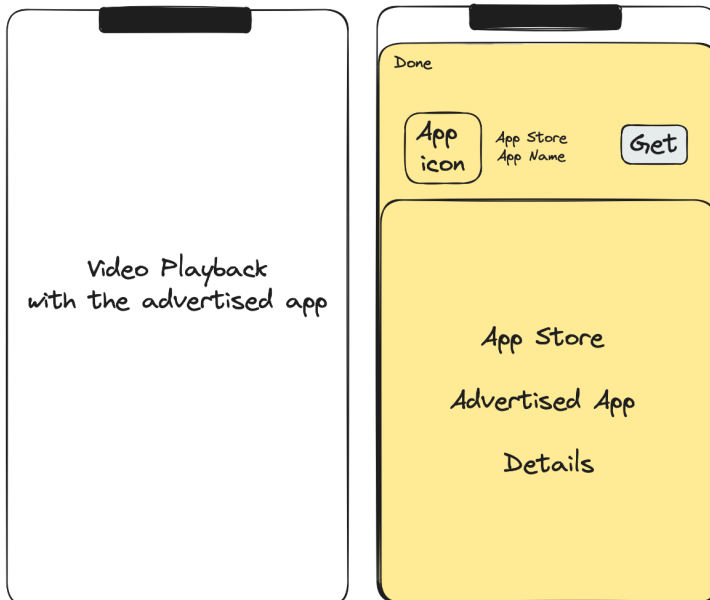 Video Playback
with the advertised app
Done
App
icon
App Store
App Name
Get
App Store
Advertised App
Details